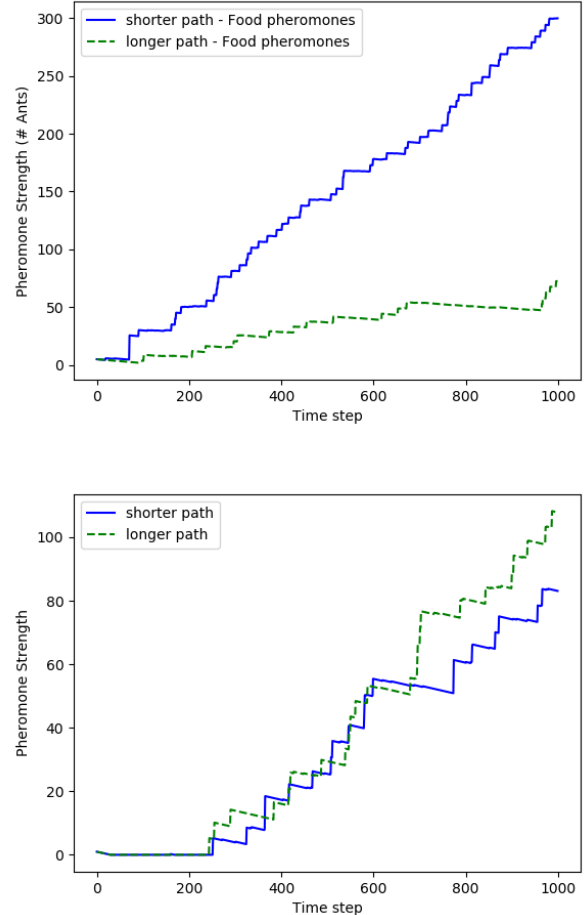 shorter path - Food pheromones
longer path - Food pheromones
300
250
200
150
100
50
0
Pheromone Strength (# Ants)
0 200 400 600 800 1000
Time step
shorter path
longer path
100
80
60
40
20
0
Pheromone Strength
0 200 400 600 800 1000
Time step